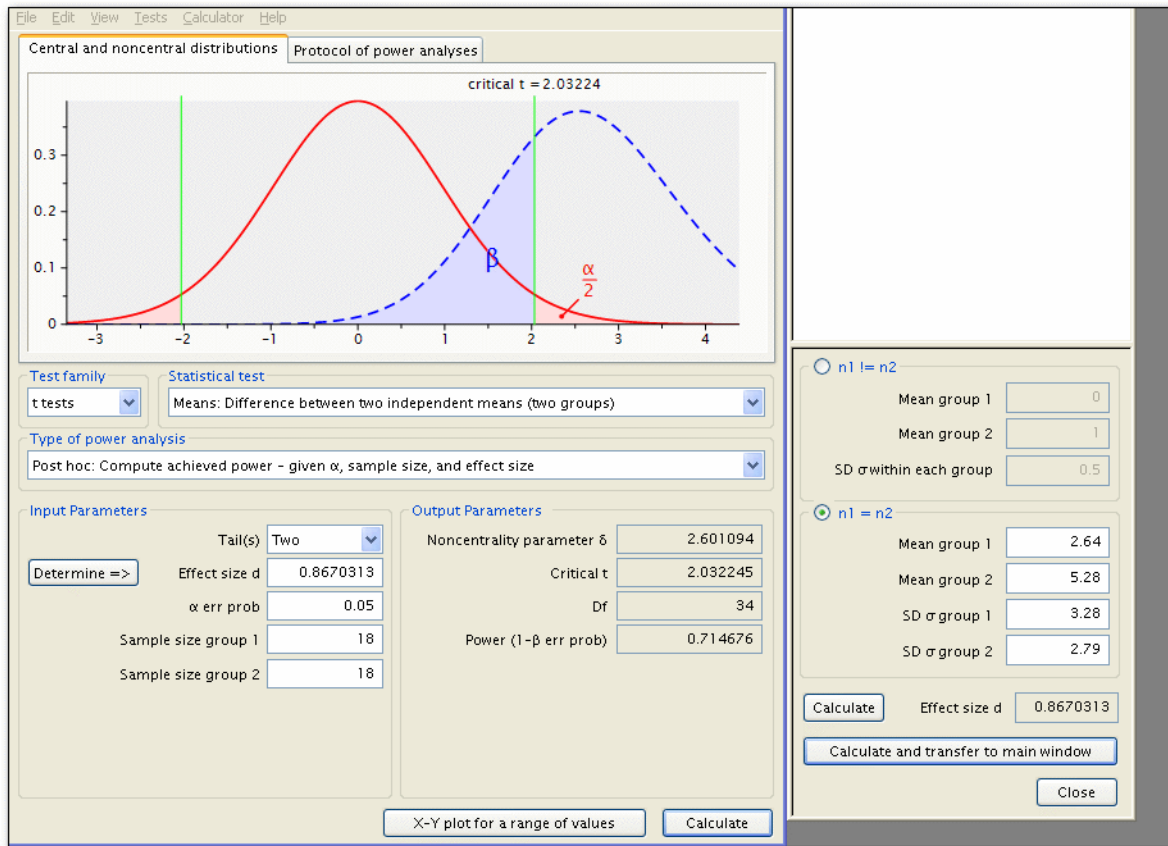 File Edit View Tests Calculator Help
Central and noncentral distributions Protocol of power analyses
critical t = 2.03224
0.3
0.2
0.1
0
β
α
2
-3 -2 -1 0 1 2 3 4
Test family
t tests
Statistical test
Means: Difference between two independent means (two groups)
Type of power analysis
Post hoc: Compute achieved power – given α, sample size, and effect size
Input Parameters
Tail(s) Two
Determine => Effect size d 0.8670313
α err prob 0.05
Sample size group 1 18
Sample size group 2 18
Output Parameters
Noncentrality parameter δ 2.601094
Critical t 2.032245
Df 34
Power (1-β err prob) 0.714676
X-Y plot for a range of values Calculate
n1 != n2
Mean group 1 0
Mean group 2 1
SD σ within each group 0.5
n1 = n2
Mean group 1 2.64
Mean group 2 5.28
SD σ group 1 3.28
SD σ group 2 2.79
Calculate Effect size d 0.8670313
Calculate and transfer to main window
Close